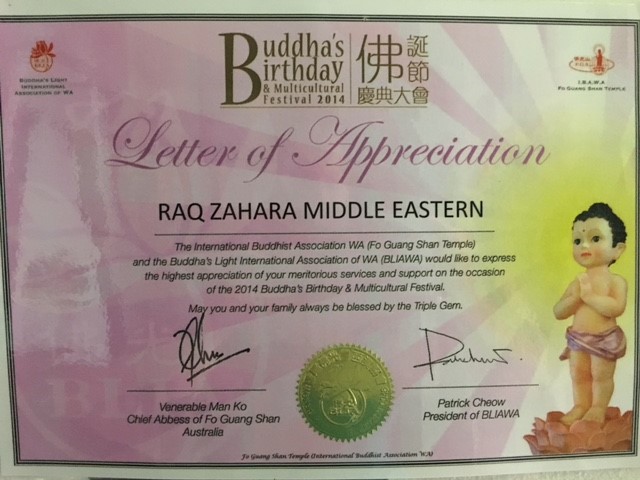 Buddha's
Birthday
& Multicultural
Festival 2014
佛誕節
慶典大會
BUDDHA'S LIGHT
INTERNATIONAL
ASSOCIATION OF WA
I.B.A.W.A
FO GUANG SHAN TEMPLE
Letter of Appreciation
RAQ ZAHARA MIDDLE EASTERN
The International Buddhist Association WA (Fo Guang Shan Temple)
and the Buddha's Light International Association of WA (BLIAWA) would like to express
the highest appreciation of your meritorious services and support on the occasion
of the 2014 Buddha's Birthday & Multicultural Festival.
May you and your family always be blessed by the Triple Gem.
Venerable Man Ko
Chief Abbess of Fo Guang Shan
Australia
Patrick Cheow
President of BLIAWA
Fo Guang Shan Temple (International Buddhist Association WA)